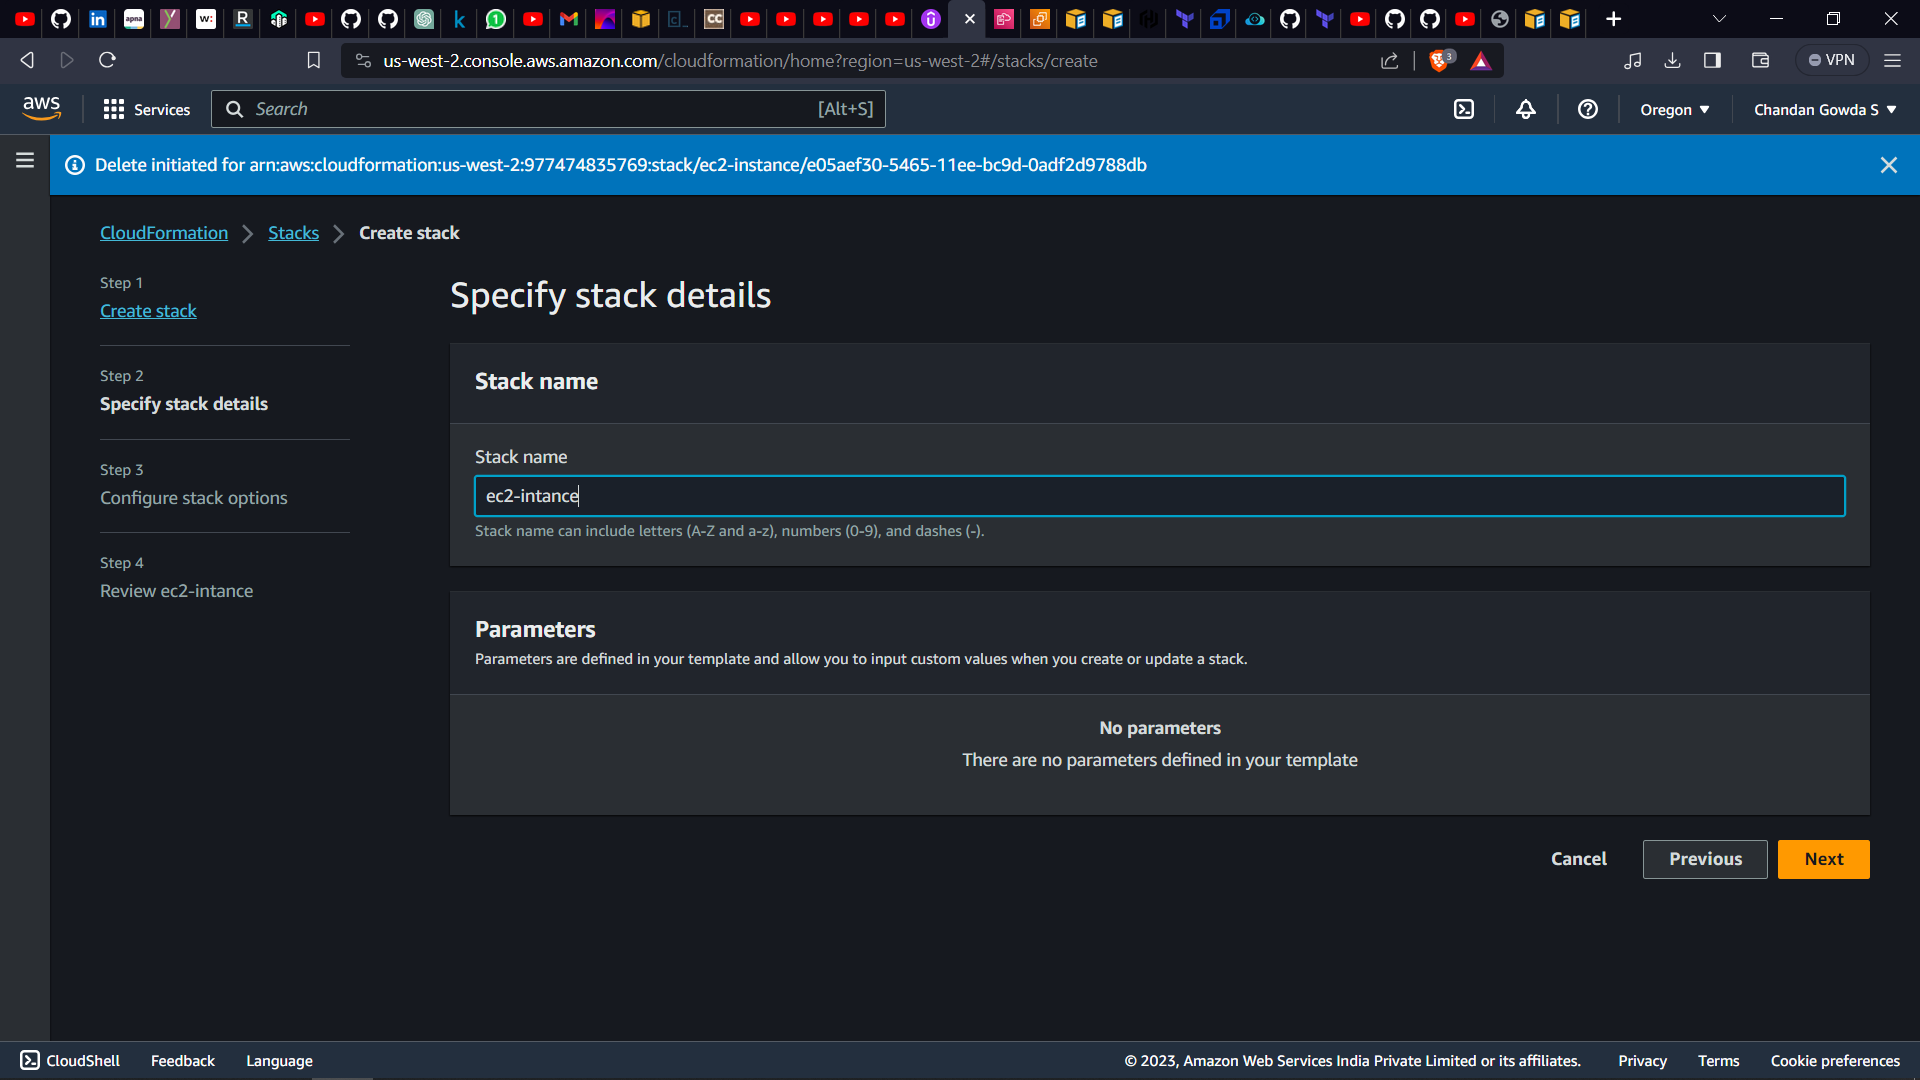 us-west-2.console.aws.amazon.com/cloudformation/home?region=us-west-2#/stacks/create
3
VPN
aws
Services
Search
[Alt+S]
Oregon
Chandan Gowda S
Delete initiated for arn:aws:cloudformation:us-west-2:977474835769:stack/ec2-instance/e05aef30-5465-11ee-bc9d-0adf2d9788db
CloudFormation
Stacks
Create stack
Step 1
Create stack
Step 2
Specify stack details
Step 3
Configure stack options
Step 4
Review ec2-intance
Specify stack details
Stack name
Stack name
ec2-intance
Stack name can include letters (A-Z and a-z), numbers (0-9), and dashes (-).
Parameters
Parameters are defined in your template and allow you to input custom values when you create or update a stack.
No parameters
There are no parameters defined in your template
Cancel
Previous
Next
CloudShell
Feedback
Language
© 2023, Amazon Web Services India Private Limited or its affiliates.
Privacy
Terms
Cookie preferences